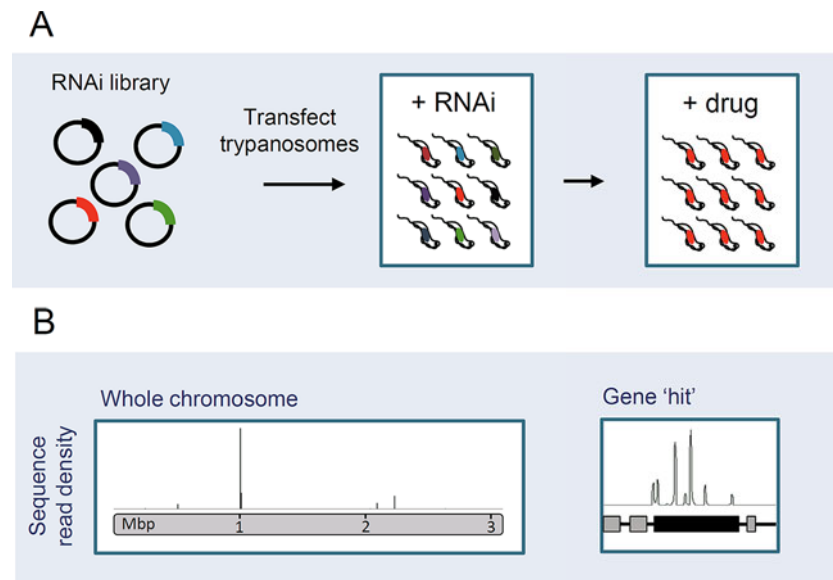 A
RNAi library
Transfect
trypanosomes
+ RNAi
+ drug
B
Whole chromosome
Gene ‘hit’
Sequence
read density
Mbp 1 2 3